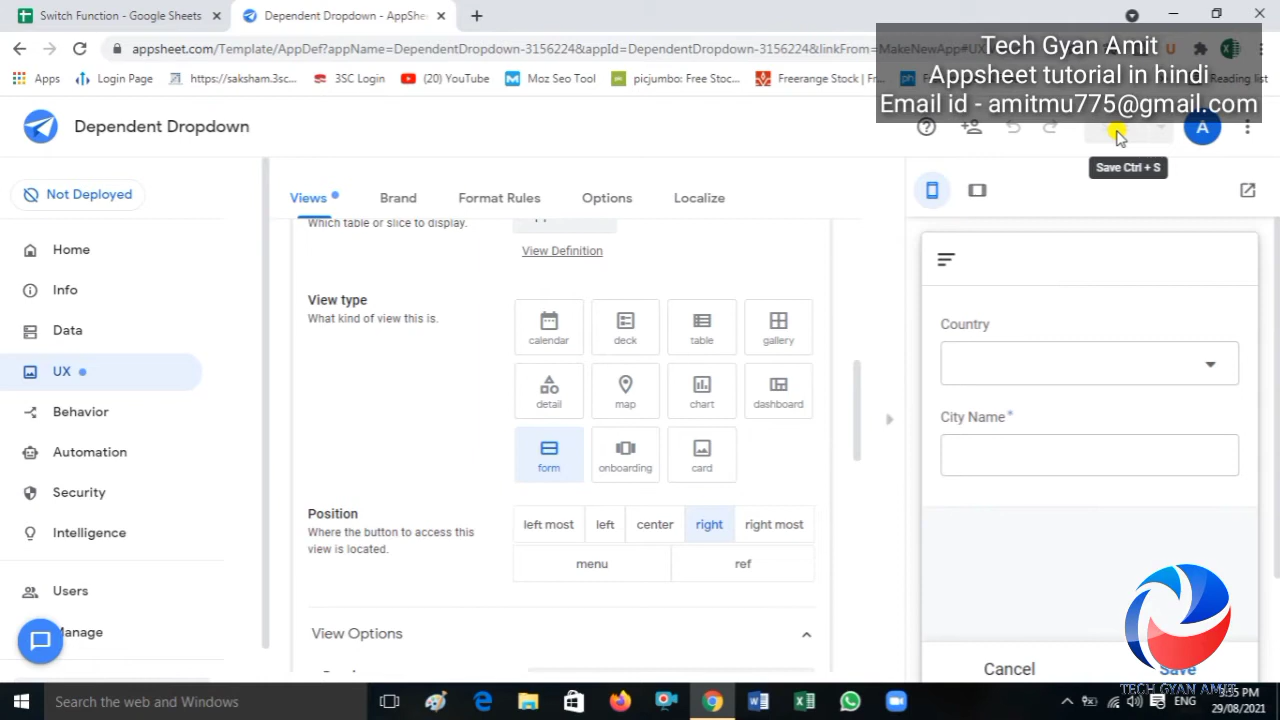 Switch Function - Google Sheets
Dependent Dropdown - AppShe
appsheet.com/Template/AppDef?appName=DependentDropdown-3156224&appId=DependentDropdown-3156224&linkFrom=MakeNewApp#UX
Tech Gyan Amit
Appsheet tutorial in hindi
Email id - amitmu775@gmail.com
Apps
Login Page
https://saksham.3sc...
3SC Login
(20) YouTube
Moz Seo Tool
picjumbo: Free Stoc...
Freerange Stock | Fr...
Reading list
Dependent Dropdown
A
Save Ctrl + S
Not Deployed
Views
Brand
Format Rules
Options
Localize
Home
Info
Data
UX
Behavior
Automation
Security
Intelligence
Users
Manage
Which table or slice to display.
View Definition
View type
What kind of view this is.
calendar
deck
table
gallery
detail
map
chart
dashboard
form
onboarding
card
Position
Where the button to access this
view is located.
left most
left
center
right
right most
menu
ref
View Options
Country
City Name*
Cancel
Save
TECH GYAN AMIT
Search the web and Windows
ENG
3:55 PM
29/08/2021